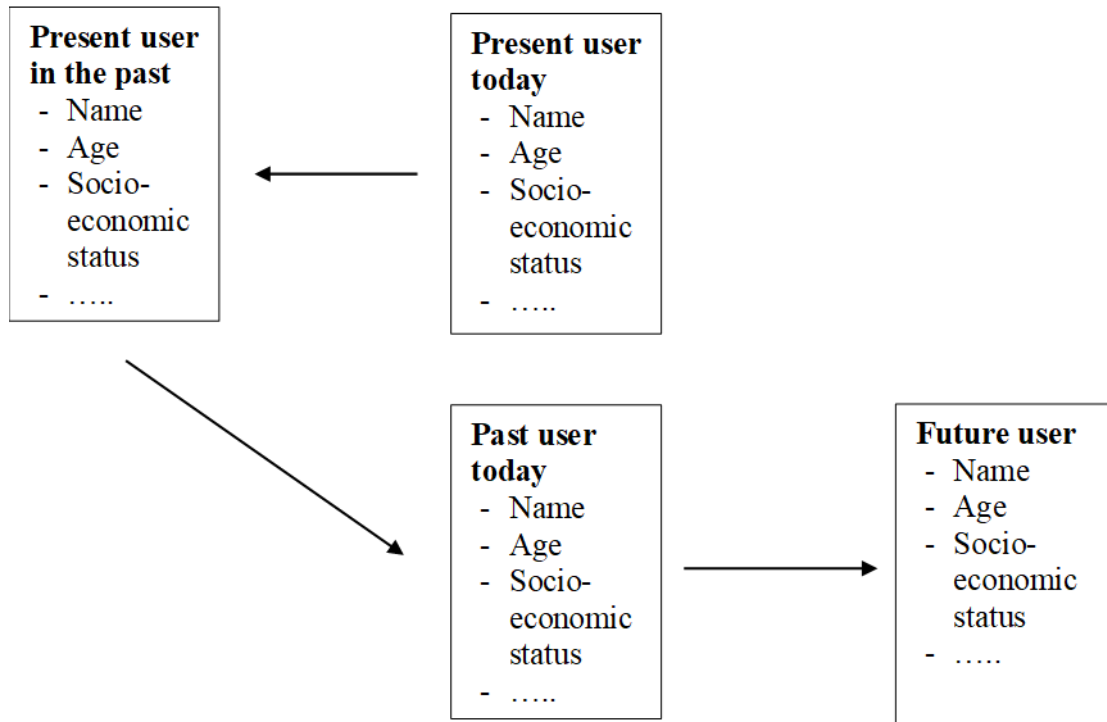 Present user
in the past
- Name
- Age
- Socio-
economic
status
- …..
Present user
today
- Name
- Age
- Socio-
economic
status
- …..
Past user
today
- Name
- Age
- Socio-
economic
status
- …..
Future user
- Name
- Age
- Socio-
economic
status
- …..